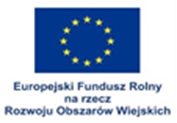 Europejski Fundusz Rolny
na rzecz
Rozwoju Obszarów Wiejskich